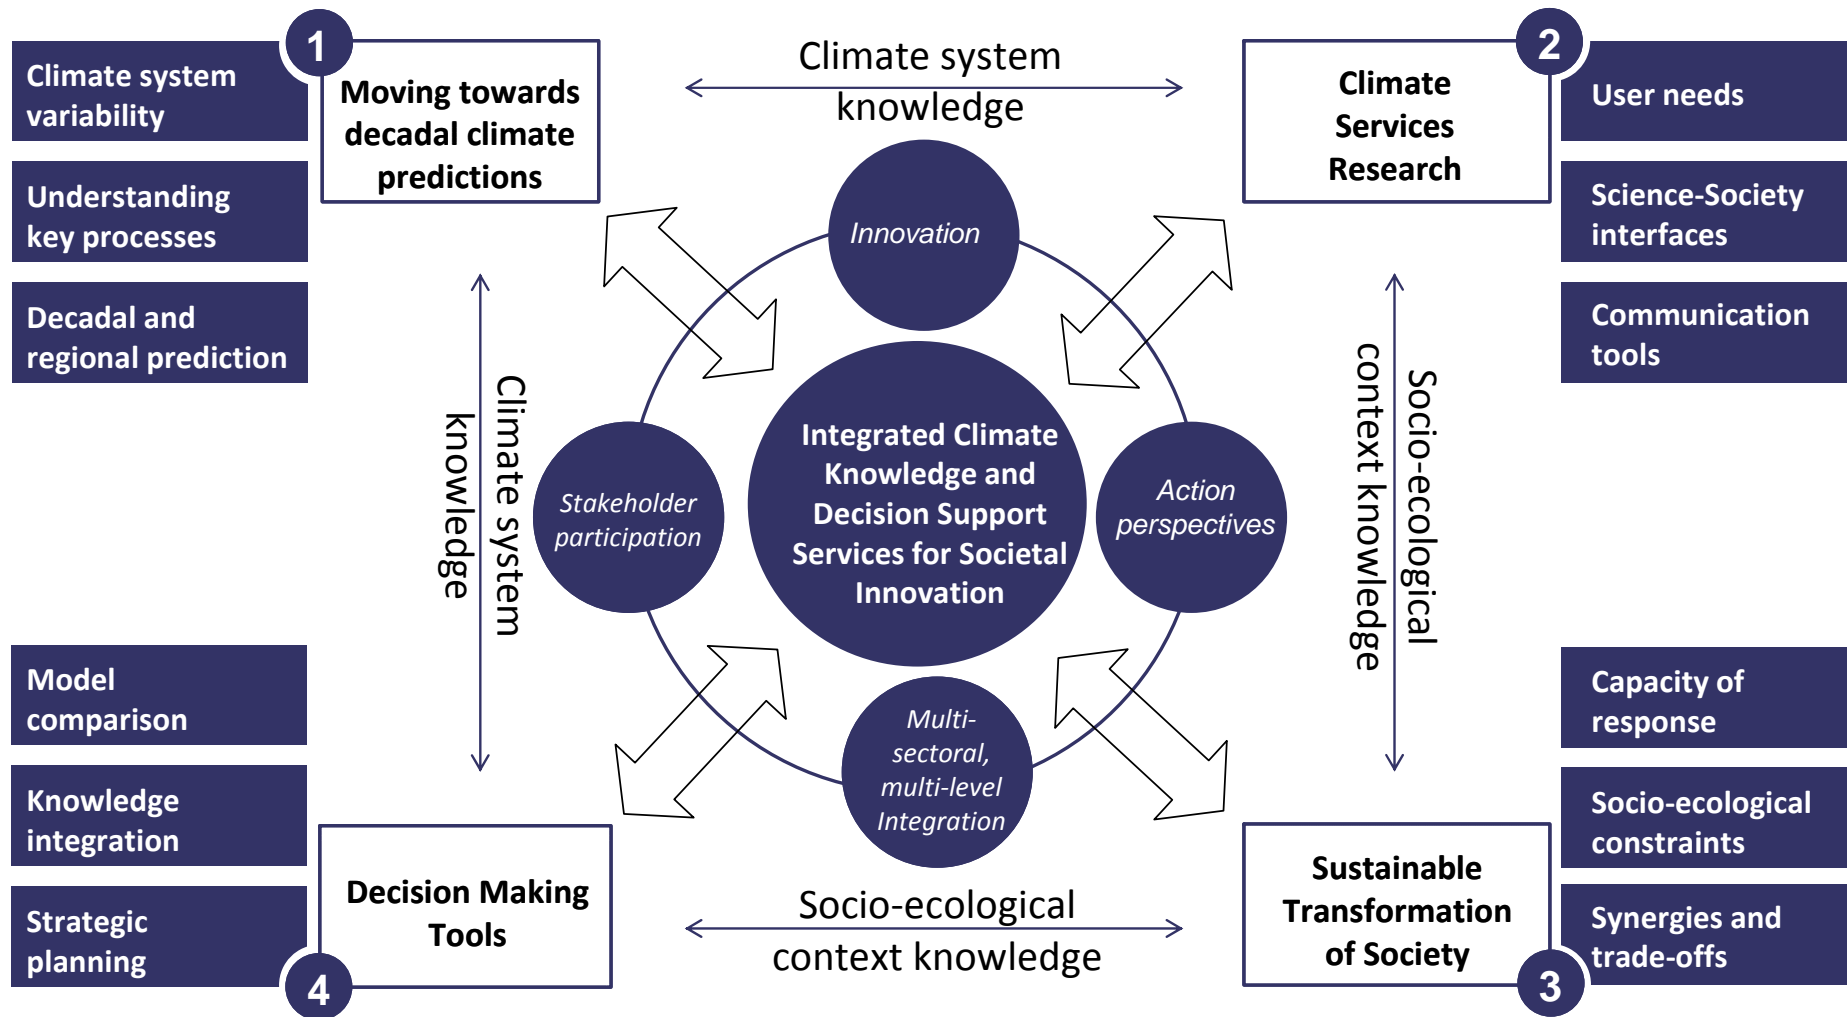 1
Climate system
variability
Understanding
key processes
Decadal and
regional prediction
Moving towards
decadal climate
predictions
Climate system
knowledge
2
Climate
Services
Research
User needs
Science-Society
interfaces
Communication
tools
Innovation
Climate system
knowledge
Stakeholder
participation
Integrated Climate
Knowledge and
Decision Support
Services for Societal
Innovation
Action
perspectives
Socio-ecological
context knowledge
Multi-
sectoral,
multi-level
Integration
Model
comparison
Knowledge
integration
Strategic
planning
Decision Making
Tools
4
Socio-ecological
context knowledge
Sustainable
Transformation
of Society
3
Capacity of
response
Socio-ecological
constraints
Synergies and
trade-offs